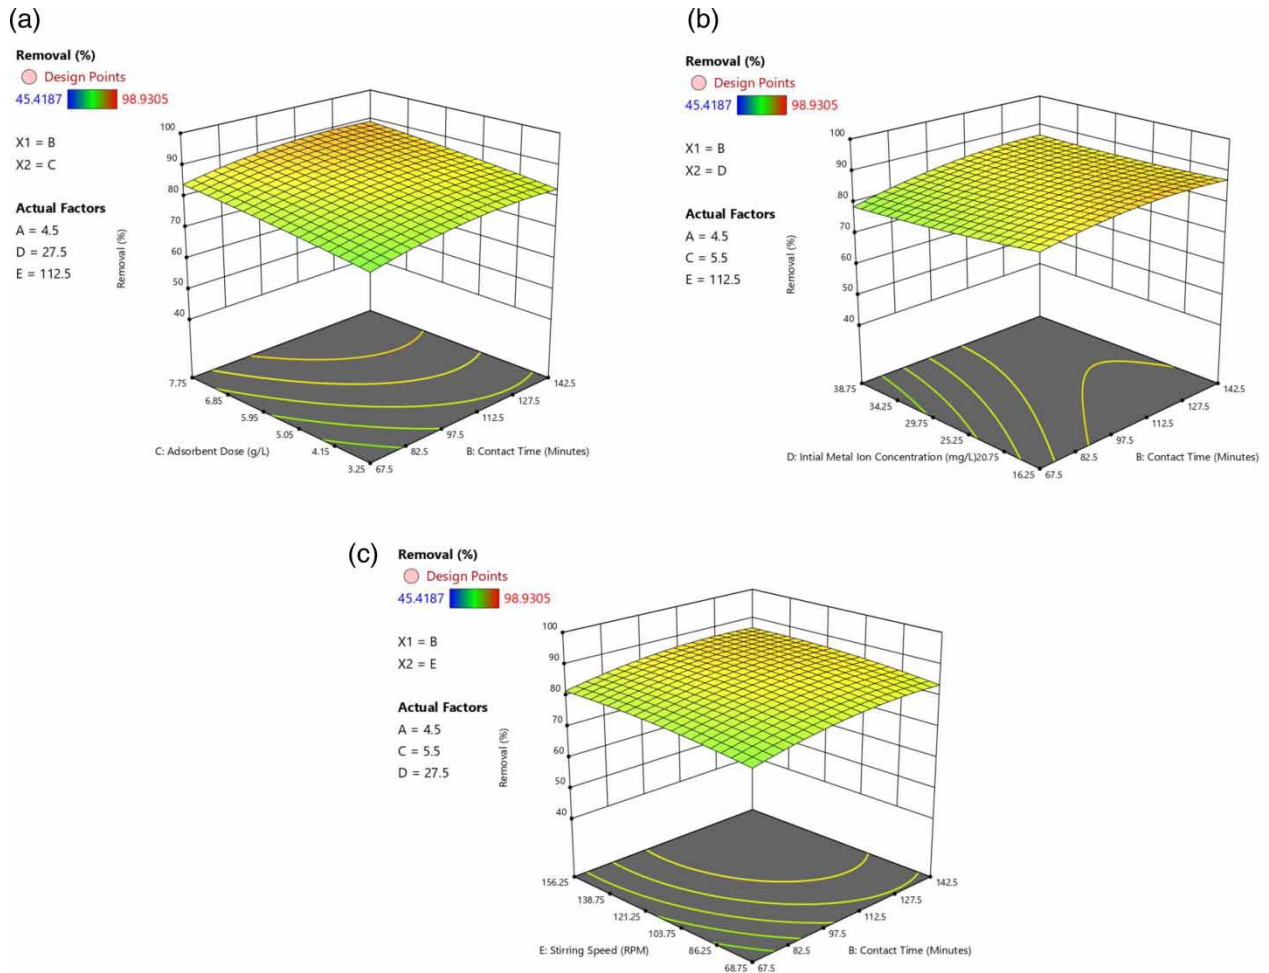 (a)
Removal (%)
Design Points
45.4187 98.9305
X1 = B
X2 = C
Actual Factors
A = 4.5
D = 27.5
E = 112.5
Removal (%)
100
90
80
70
60
50
40
7.75
6.85
5.95
5.05
4.15
3.25
67.5
82.5
97.5
112.5
127.5
142.5
C: Adsorbent Dose (g/L)
B: Contact Time (Minutes)
(b)
Removal (%)
Design Points
45.4187 98.9305
X1 = B
X2 = D
Actual Factors
A = 4.5
C = 5.5
E = 112.5
Removal (%)
100
90
80
70
60
50
40
38.75
34.25
29.75
25.25
20.75
16.25
67.5
82.5
97.5
112.5
127.5
142.5
D: Intial Metal Ion Concentration (mg/L)
B: Contact Time (Minutes)
(c)
Removal (%)
Design Points
45.4187 98.9305
X1 = B
X2 = E
Actual Factors
A = 4.5
C = 5.5
D = 27.5
Removal (%)
100
90
80
70
60
50
40
156.25
138.75
121.25
103.75
86.25
68.75
67.5
82.5
97.5
112.5
127.5
142.5
E: Stirring Speed (RPM)
B: Contact Time (Minutes)